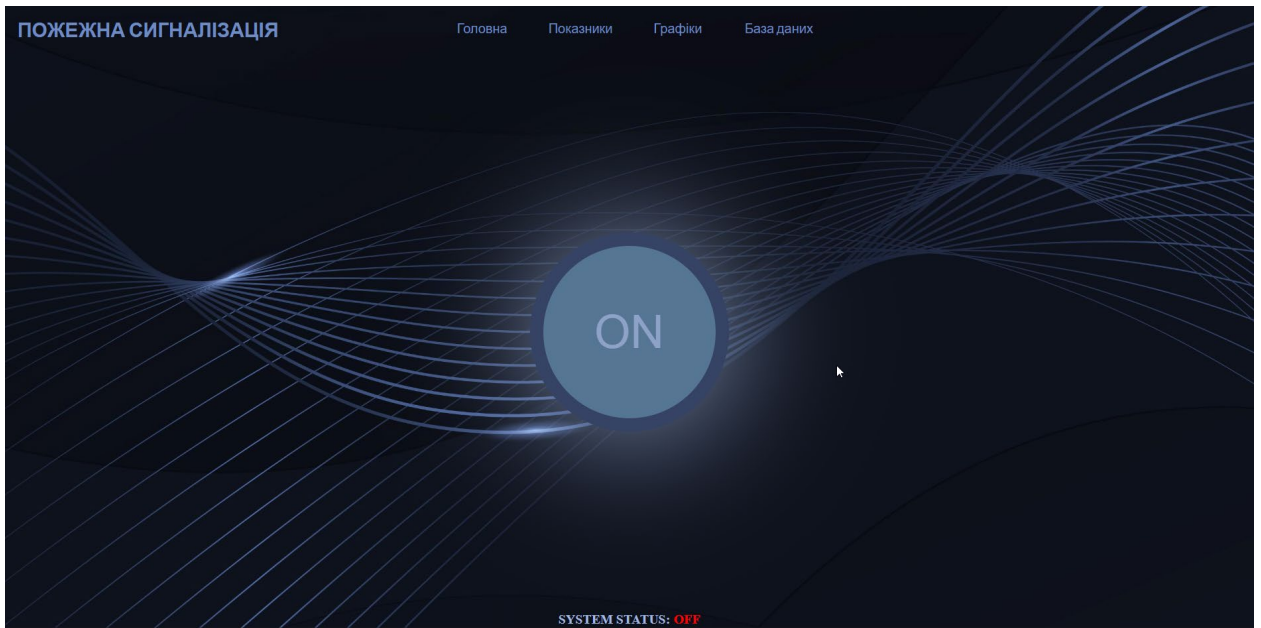 ПОЖЕЖНА СИГНАЛІЗАЦІЯ
Головна Показники Графіки База даних
ON
SYSTEM STATUS: OFF